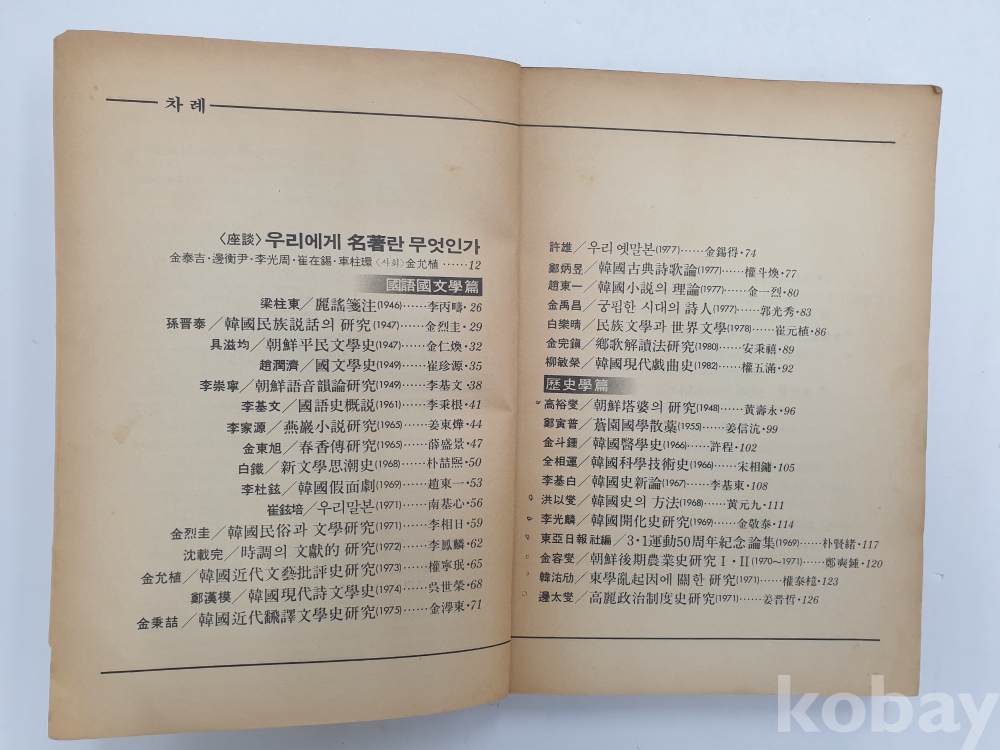 차례
〈座談〉 우리에게 名著란 무엇인가
金泰吉·邊衡尹·李光周·崔在錫·車柱環〈사회〉金允植……12
國語國文學篇
梁柱東／麗謠箋注(1946)……李丙疇·26
孫晋泰／韓國民族說話의 研究(1947)……金烈圭·29
具滋均／朝鮮平民文學史(1947)……金仁煥·32
趙潤濟／國文學史(1949)……崔珍源·35
李崇寧／朝鮮語音韻論研究(1949)……李基文·38
李基文／國語史概説(1961)……李秉根·41
李家源／燕巖小説研究(1965)……姜東燁·44
金東旭／春香傳研究(1965)……薛盛景·47
白鐵／新文學思潮史(1968)……朴喆熙·50
李杜鉉／韓國假面劇(1969)……趙東一·53
崔鉉培／우리말본(1971)……南基心·56
金烈圭／韓國民俗과 文學研究(1971)……李相日·59
沈載完／時調의 文獻的 研究(1972)……李鳳麟·62
金允植／韓國近代文藝批評史研究(1973)……權寧珉·65
鄭漢模／韓國現代詩文學史(1974)……吳世榮·68
金秉喆／韓國近代飜譯文學史研究(1975)……金澤東·71
許雄／우리 옛말본(1977)……金錫得·74
鄭炳昱／韓國古典詩歌論(1977)……權斗煥·77
趙東一／韓國小説의 理論(1977)……金一烈·80
金禹昌／궁핍한 시대의 詩人(1977)……郭光秀·83
白樂晴／民族文學과 世界文學(1978)……崔元植·86
金完鎭／鄕歌解讀法研究(1980)……安秉禧·89
柳敏榮／韓國現代戲曲史(1982)……權五滿·92
歷史學篇
高裕燮／朝鮮塔婆의 研究(1948)……黃壽永·96
鄭寅普／薝園國學散藁(1955)……姜信沆·99
金斗鍾／韓國醫學史(1966)……許程·102
全相運／韓國科學技術史(1966)……宋相鏞·105
李基白／韓國史新論(1967)……李基東·108
洪以燮／韓國史의 方法(1968)……黃元九·111
李光麟／韓國開化史研究(1969)……金敬泰·114
東亞日報社編／3·1運動50周年紀念論集(1969)……朴賢緖·117
金容燮／朝鮮後期農業史研究Ⅰ·Ⅱ(1970〜1971)……鄭奭鍾·120
韓㳓劤／東學亂起因에 關한 研究(1971)……權泰檍·123
邊太燮／高麗政治制度史研究(1971)……姜晋哲·126
kobay